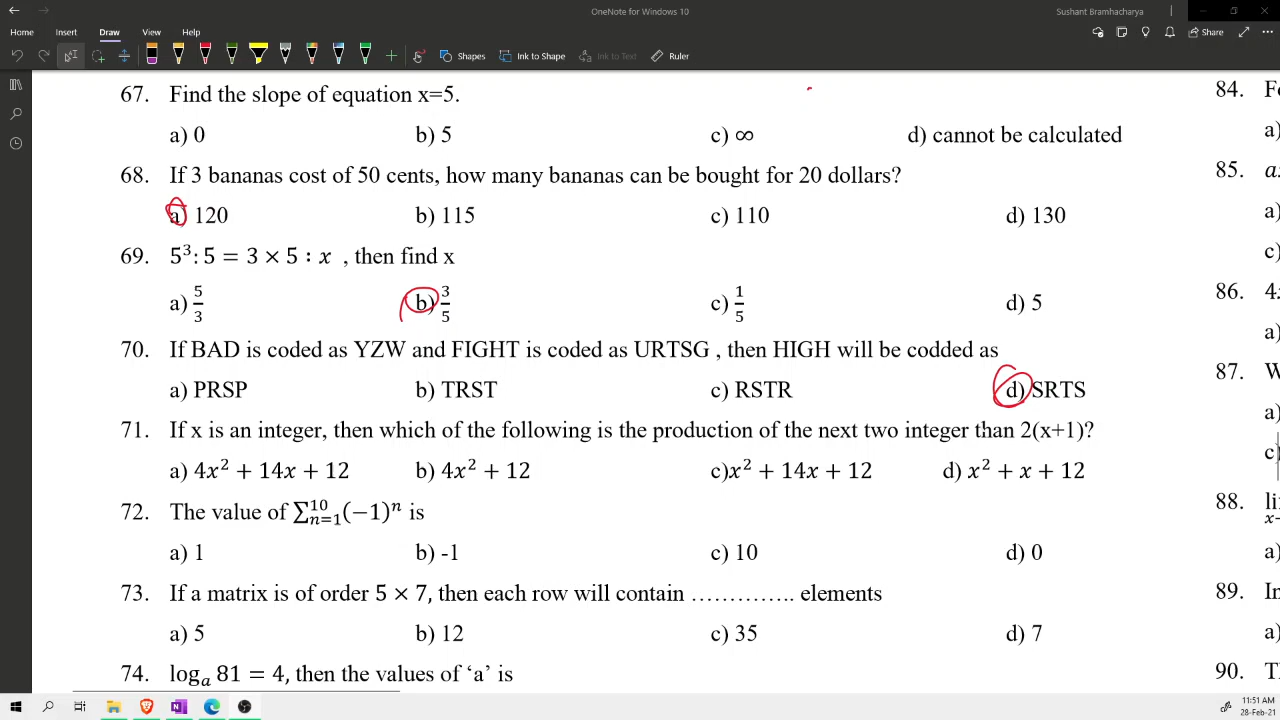 OneNote for Windows 10
Sushant Bramhacharya
Home Insert Draw View Help
Share
Shapes Ink to Shape Ink to Text Ruler
67. Find the slope of equation x=5.
a) 0 b) 5 c) ∞ d) cannot be calculated
68. If 3 bananas cost of 50 cents, how many bananas can be bought for 20 dollars?
a) 120 b) 115 c) 110 d) 130
69. 5³: 5 = 3 × 5 : x , then find x
a) 5/3 b) 3/5 c) 1/5 d) 5
70. If BAD is coded as YZW and FIGHT is coded as URTSG , then HIGH will be codded as
a) PRSP b) TRST c) RSTR d) SRTS
71. If x is an integer, then which of the following is the production of the next two integer than 2(x+1)?
a) 4x² + 14x + 12 b) 4x² + 12 c)x² + 14x + 12 d) x² + x + 12
72. The value of ∑ₙ₌₁¹⁰(−1)ⁿ is
a) 1 b) -1 c) 10 d) 0
73. If a matrix is of order 5 × 7, then each row will contain ………….. elements
a) 5 b) 12 c) 35 d) 7
74. logₐ 81 = 4, then the values of ‘a’ is
84.
a)
85.
a)
c)
86. 4
a)
87.
a)
c)
88.
a)
89.
a)
90.
11:51 AM
28-Feb-21